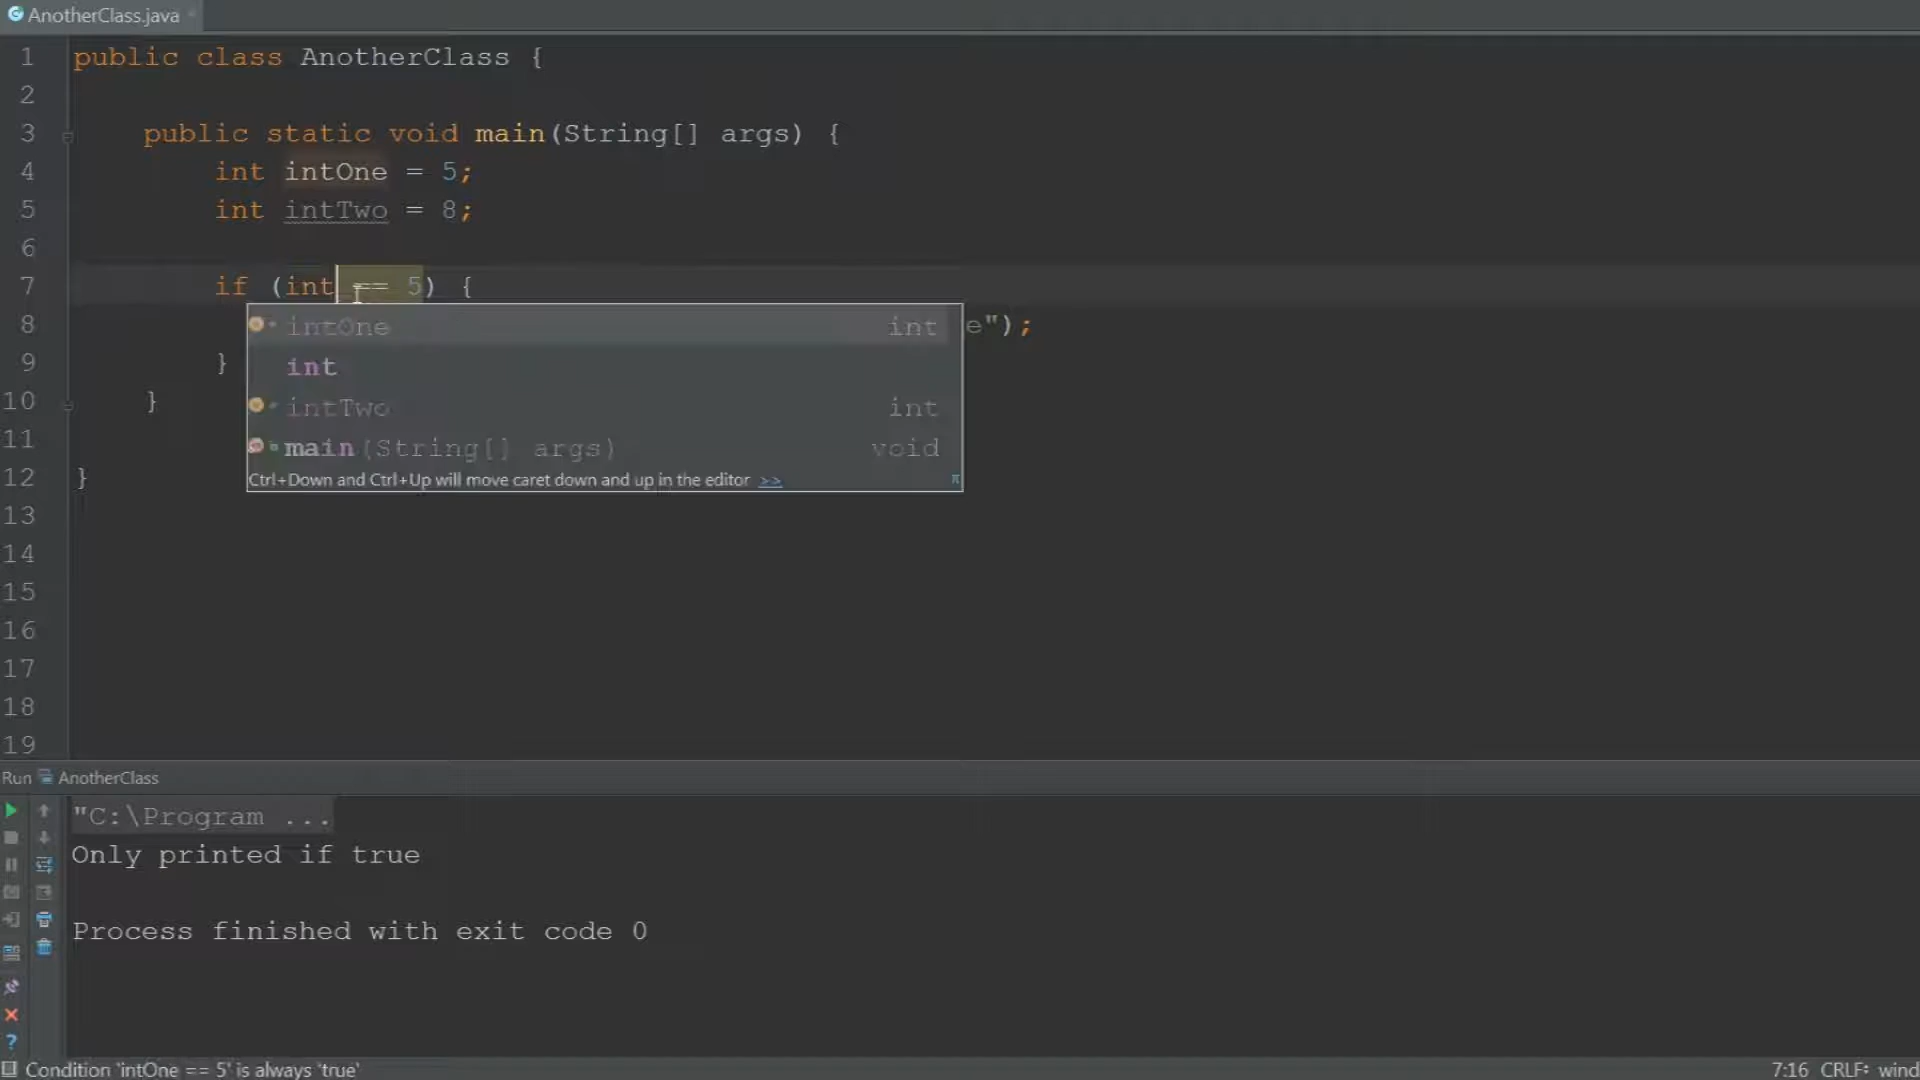 AnotherClass.java
1 public class AnotherClass {
2
3 public static void main(String[] args) {
4 int intOne = 5;
5 int intTwo = 8;
6
7 if (int == 5) {
8 e");
intOne int
int
intTwo int
main(String[] args) void
Ctrl+Down and Ctrl+Up will move caret down and up in the editor >>
π
9 }
10 }
11
12 }
13
14
15
16
17
18
19
Run AnotherClass
"C:\Program ...
Only printed if true
Process finished with exit code 0
?
Condition 'intOne == 5' is always 'true'
7:16 CRLF÷ wind